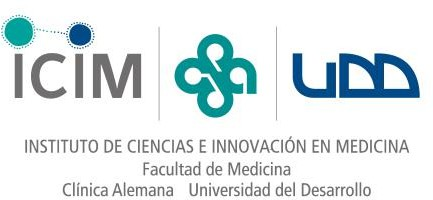 ICIM
UDD
INSTITUTO DE CIENCIAS E INNOVACIÓN EN MEDICINA
Facultad de Medicina
Clínica Alemana Universidad del Desarrollo